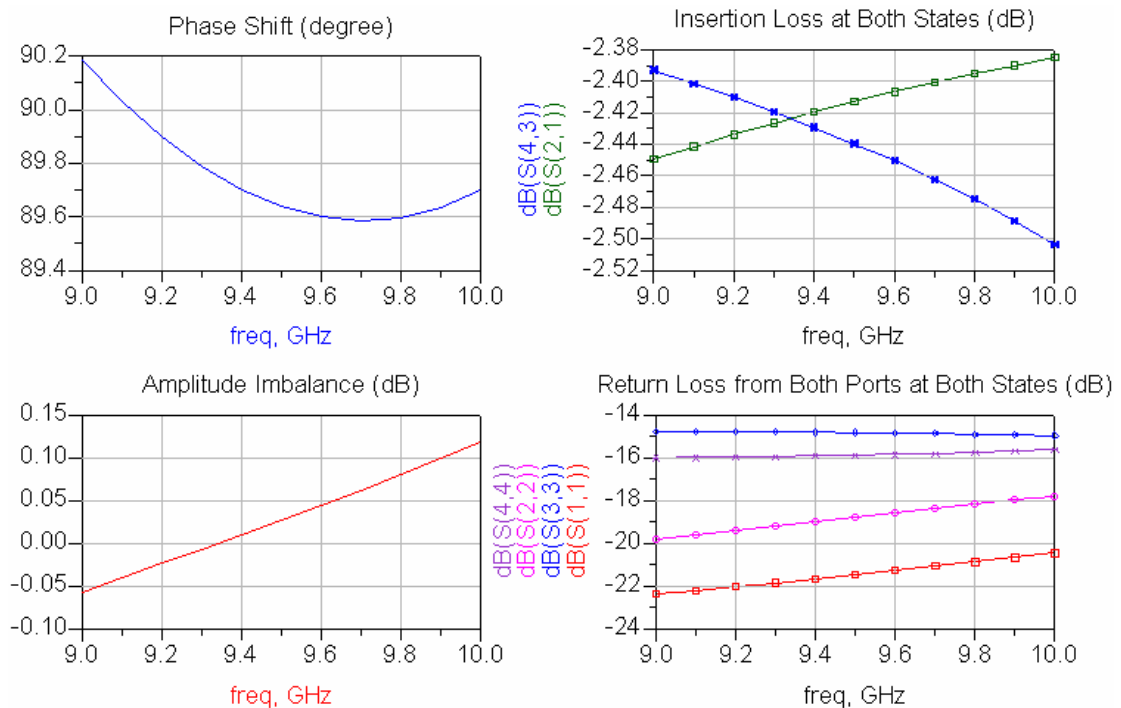 Phase Shift (degree)
90.2
90.0
89.8
89.6
89.4
9.0 9.2 9.4 9.6 9.8 10.0
freq, GHz
Insertion Loss at Both States (dB)
dB(S(4,3))
dB(S(2,1))
-2.38
-2.40
-2.42
-2.44
-2.46
-2.48
-2.50
-2.52
9.0 9.2 9.4 9.6 9.8 10.0
freq, GHz
Amplitude Imbalance (dB)
0.15
0.10
0.05
0.00
-0.05
-0.10
9.0 9.2 9.4 9.6 9.8 10.0
freq, GHz
Return Loss from Both Ports at Both States (dB)
dB(S(4,4))
dB(S(2,2))
dB(S(3,3))
dB(S(1,1))
-14
-16
-18
-20
-22
-24
9.0 9.2 9.4 9.6 9.8 10.0
freq, GHz